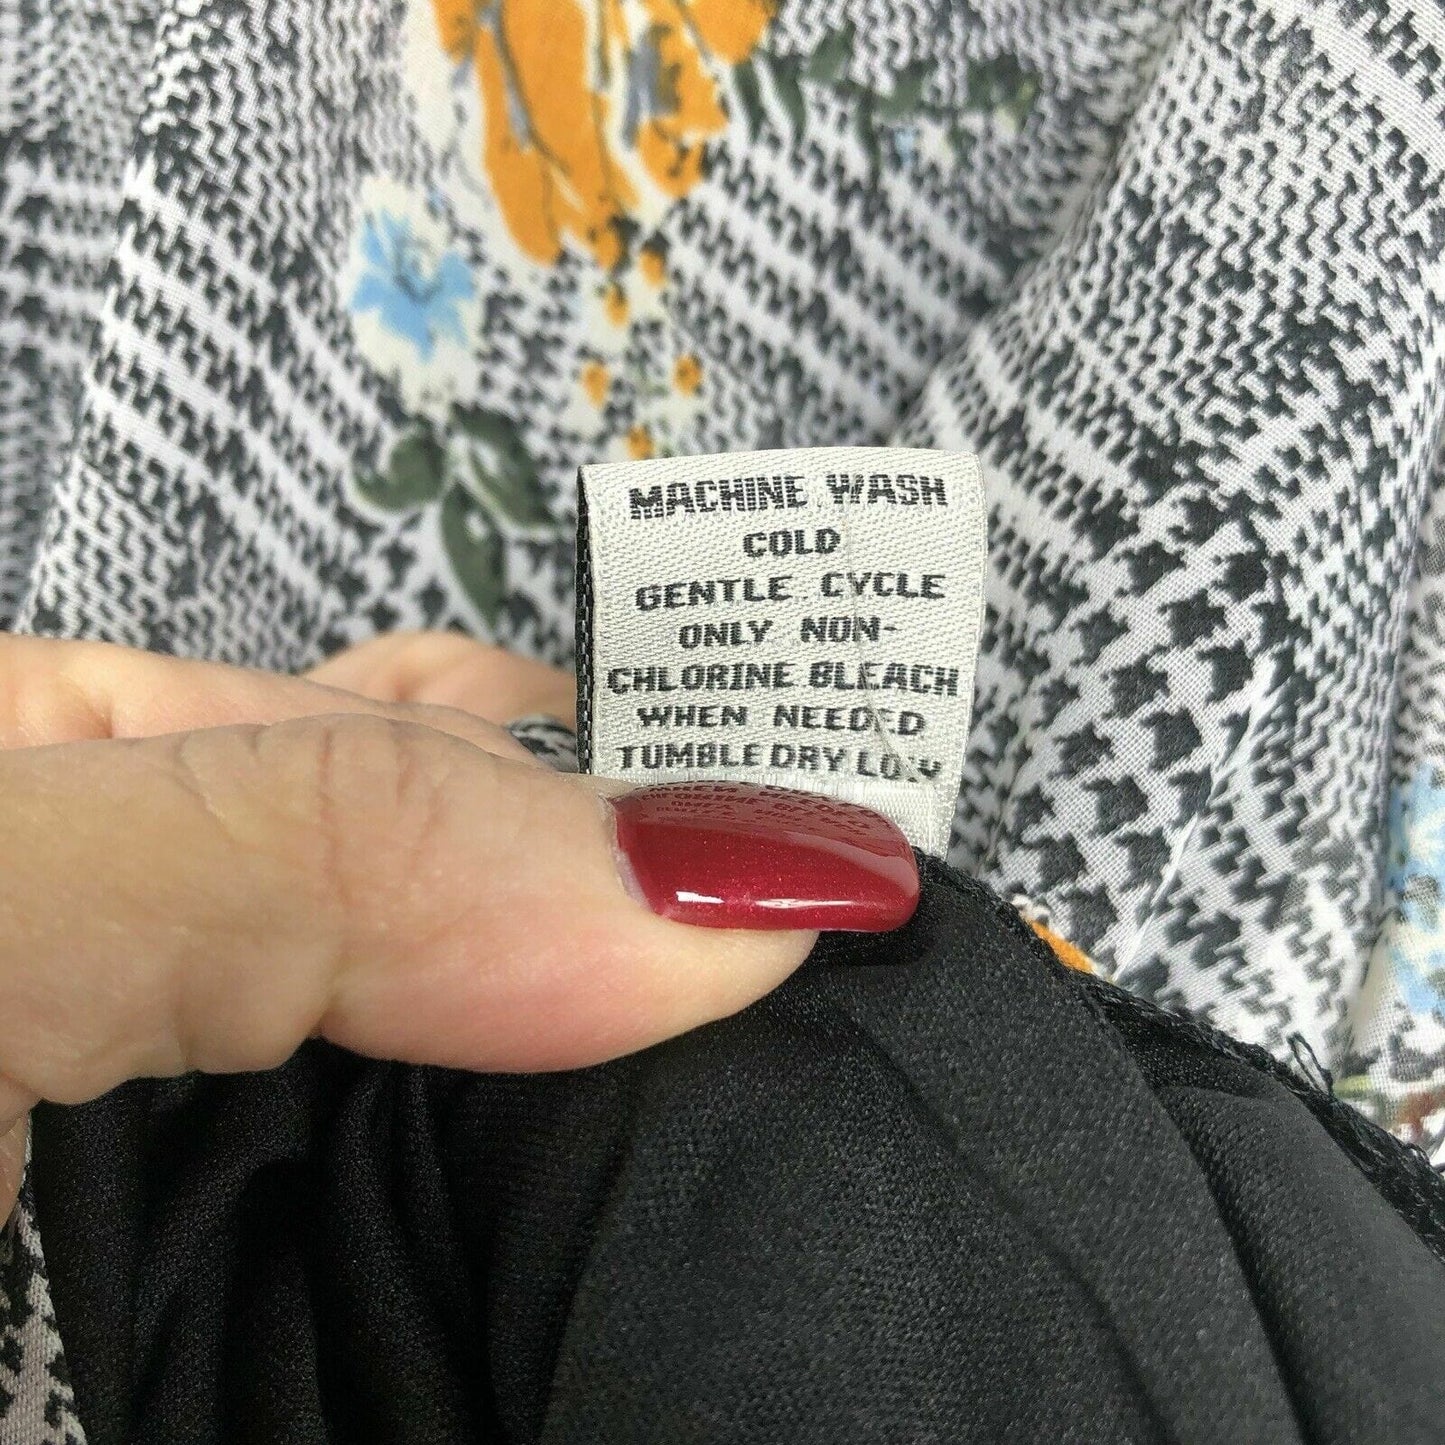 MACHINE WASH
COLD
GENTLE CYCLE
ONLY NON-
CHLORINE BLEACH
WHEN NEEDED
TUMBLE DRY LOW